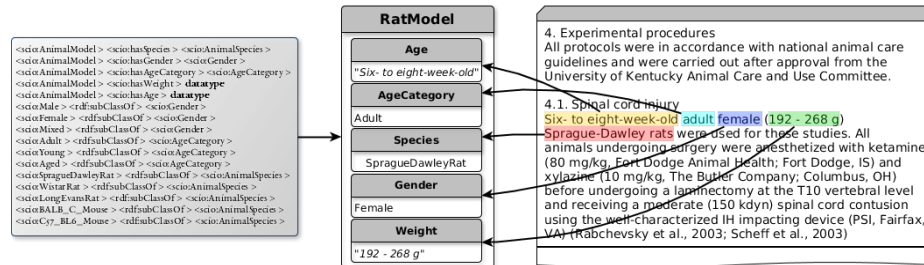 <scio:AnimalModel> <scio:hasSpecies> <scio:AnimalSpecies>
<scio:AnimalModel> <scio:hasGender> <scio:Gender>
<scio:AnimalModel> <scio:hasAgeCategory> <scio:AgeCategory>
<scio:AnimalModel> <scio:hasWeight> datatype
<scio:AnimalModel> <scio:hasAge> datatype
<scio:Male> <rdf:subClassOf> <scio:Gender>
<scio:Female> <rdf:subClassOf> <scio:Gender>
<scio:Mixed> <rdf:subClassOf> <scio:Gender>
<scio:Adult> <rdf:subClassOf> <scio:AgeCategory>
<scio:Young> <rdf:subClassOf> <scio:AgeCategory>
<scio:Aged> <rdf:subClassOf> <scio:AgeCategory>
<scio:SpragueDawleyRat> <rdf:subClassOf> <scio:AnimalSpecies>
<scio:WistarRat> <rdf:subClassOf> <scio:AnimalSpecies>
<scio:LongEvansRat> <rdf:subClassOf> <scio:AnimalSpecies>
<scio:BALB_C_Mouse> <rdf:subClassOf> <scio:AnimalSpecies>
<scio:C57_BL6_Mouse> <rdf:subClassOf> <scio:AnimalSpecies>
RatModel
Age
"Six- to eight-week-old"
AgeCategory
Adult
Species
SpragueDawleyRat
Gender
Female
Weight
"192 - 268 g"
4. Experimental procedures
All protocols were in accordance with national animal care
guidelines and were carried out after approval from the
University of Kentucky Animal Care and Use Committee.
4.1. Spinal cord injury
Six- to eight-week-old adult female (192 - 268 g)
Sprague-Dawley rats were used for these studies. All
animals undergoing surgery were anesthetized with ketamine
(80 mg/kg, Fort Dodge Animal Health; Fort Dodge, IS) and
xylazine (10 mg/kg, The Butler Company; Columbus, OH)
before undergoing a laminectomy at the T10 vertebral level
and receiving a moderate (150 kdyn) spinal cord contusion
using the well-characterized IH impacting device (PSI, Fairfax,
VA) (Rabchevsky et al., 2003; Scheff et al., 2003)